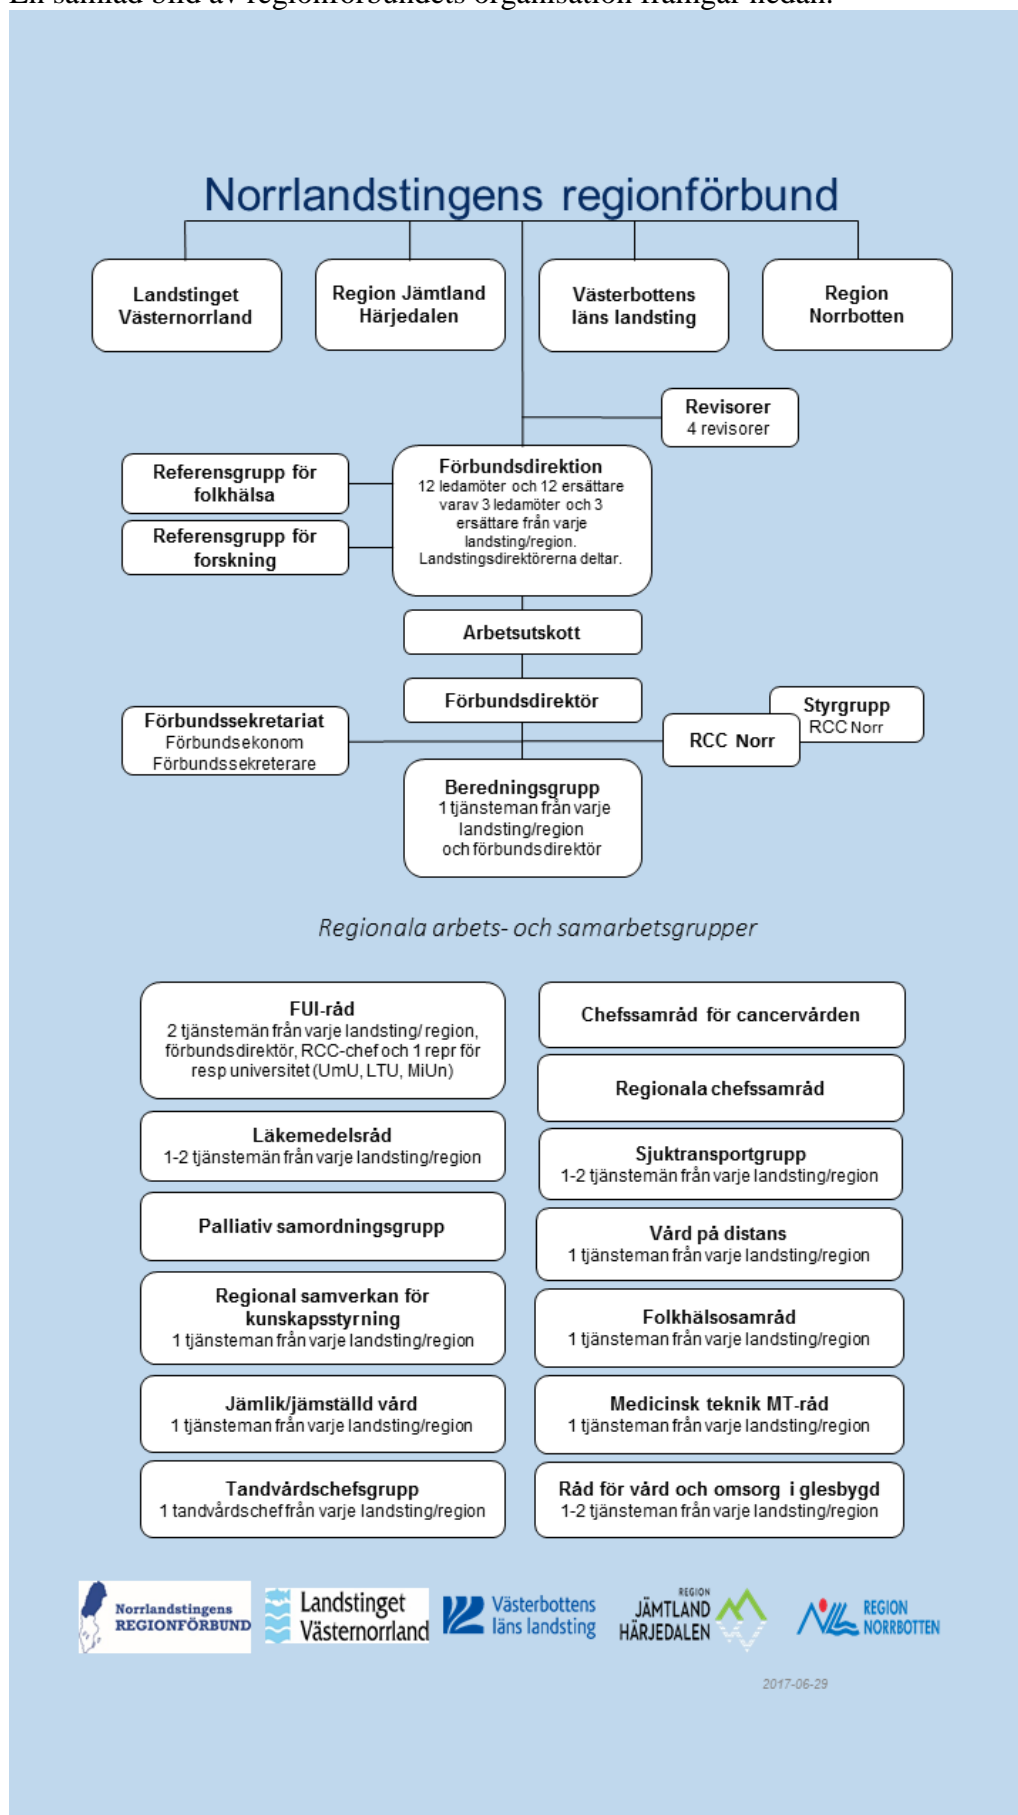 En samlad bild av regionförbundets organisation framgår nedan.
Norrlandstingens regionförbund
Landstinget
Västernorrland
Region Jämtland
Härjedalen
Västerbottens
läns landsting
Region
Norrbotten
Revisorer
4 revisorer
Referensgrupp för
folkhälsa
Referensgrupp för
forskning
Förbundsdirektion
12 ledamöter och 12 ersättare
varav 3 ledamöter och 3
ersättare från varje
landsting/region.
Landstingsdirektörerna deltar.
Arbetsutskott
Förbundsdirektör
Förbundssekretariat
Förbundsekonom
Förbundssekreterare
Styrgrupp
RCC Norr
RCC Norr
Beredningsgrupp
1 tjänsteman från varje
landsting/region
och förbundsdirektör
Regionala arbets- och samarbetsgrupper
FUI-råd
2 tjänstemän från varje landsting/ region,
förbundsdirektör, RCC-chef och 1 repr för
resp universitet (UmU, LTU, MiUn)
Läkemedelsråd
1-2 tjänstemän från varje landsting/region
Palliativ samordningsgrupp
Regional samverkan för
kunskapsstyrning
1 tjänsteman från varje landsting/region
Jämlik/jämställd vård
1 tjänsteman från varje landsting/region
Tandvårdschefsgrupp
1 tandvårdschef från varje landsting/region
Chefssamråd för cancervården
Regionala chefssamråd
Sjuktransportgrupp
1-2 tjänstemän från varje landsting/region
Vård på distans
1 tjänsteman från varje landsting/region
Folkhälsosamråd
1 tjänsteman från varje landsting/region
Medicinsk teknik MT-råd
1 tjänsteman från varje landsting/region
Råd för vård och omsorg i glesbygd
1-2 tjänsteman från varje landsting/region
Norrlandstingens
REGIONFÖRBUND
Landstinget
Västernorrland
Västerbottens
läns landsting
REGION
JÄMTLAND
HÄRJEDALEN
REGION
NORRBOTTEN
2017-06-29